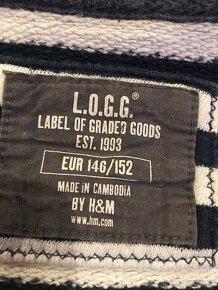 L.O.G.G.®
LABEL OF GRADED GOODS
EST. 1993
EUR 146/152
MADE IN CAMBODIA
BY H&M
www.hm.com